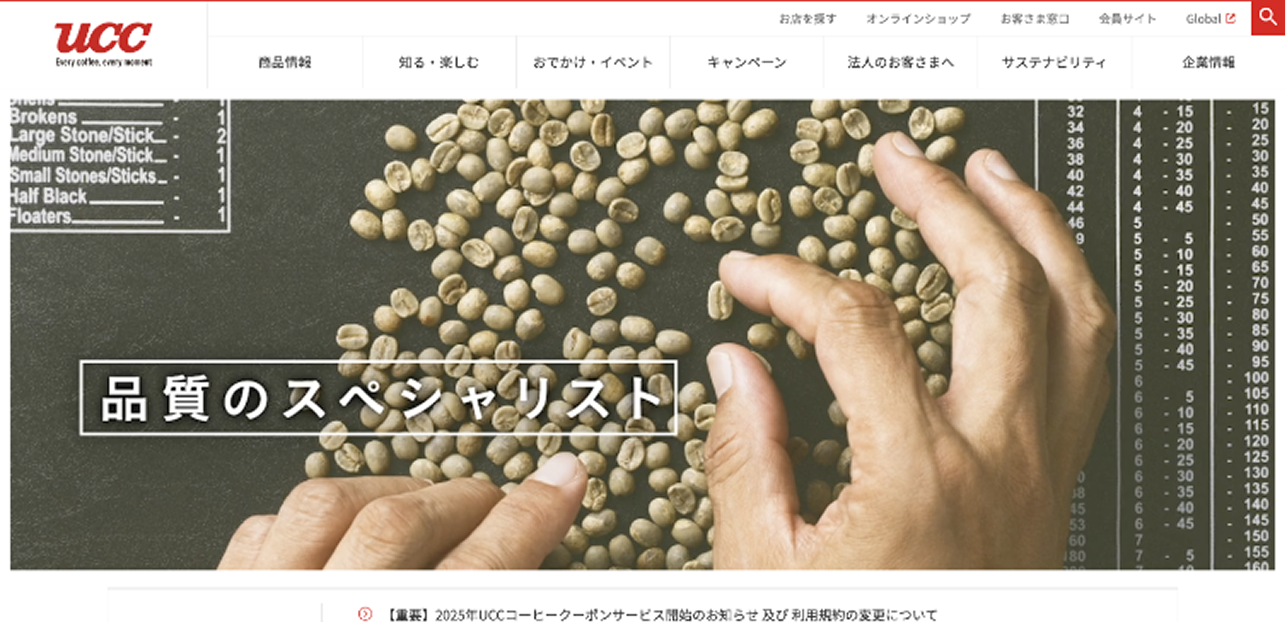 ucc
Every coffee, every moment
お店を探す
オンラインショップ
お客さま窓口
会員サイト
Global
商品情報
知る・楽しむ
おでかけ・イベント
キャンペーン
法人のお客さまへ
サステナビリティ
企業情報
Shells - 1
Brokens - 1
Large Stone/Stick - 2
Medium Stone/Stick - 1
Small Stones/Sticks - 1
Half Black - 1
Floaters - 1
32 4 - 15 - 20
34 4 - 20 - 25
36 4 - 25 - 30
38 4 - 30 - 35
40 4 - 35 - 40
42 4 - 40 - 45
44 4 - 45 - 50
46 5 - 55
5 - 5 - 60
5 - 10 - 65
5 - 15 - 70
5 - 20 - 75
5 - 25 - 80
5 - 30 - 85
5 - 35 - 90
5 - 40 - 95
5 - 45 - 100
6 - 105
6 - 5 - 110
6 - 10 - 115
6 - 15 - 120
6 - 20 - 125
6 - 25 - 130
6 - 30 - 135
6 - 35 - 140
6 - 40 - 145
6 - 45 - 150
7 - 155
7 - 5 - 160
品質のスペシャリスト
【重要】2025年UCCコーヒークーポンサービス開始のお知らせ 及び 利用規約の変更について